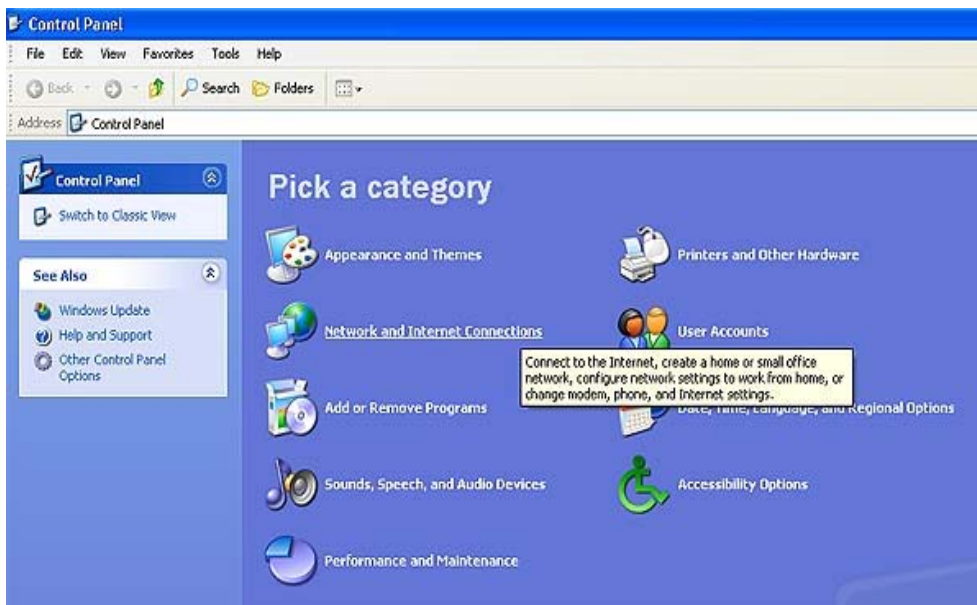 Control Panel
File Edit View Favorites Tools Help
Back Search Folders
Address Control Panel
Control Panel
Switch to Classic View
See Also
Windows Update
Help and Support
Other Control Panel
Options
Pick a category
Appearance and Themes
Printers and Other Hardware
Network and Internet Connections
User Accounts
Connect to the Internet, create a home or small office
network, configure network settings to work from home, or
change modem, phone, and Internet settings.
Add or Remove Programs
Date, Time, Language, and Regional Options
Sounds, Speech, and Audio Devices
Accessibility Options
Performance and Maintenance